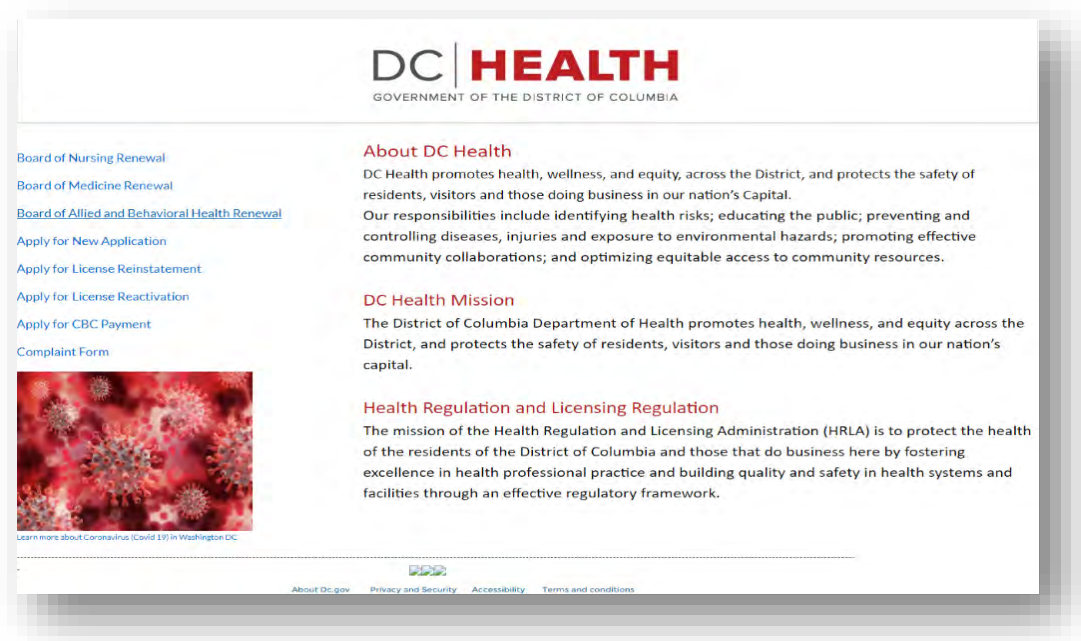 DC HEALTH
GOVERNMENT OF THE DISTRICT OF COLUMBIA
Board of Nursing Renewal
Board of Medicine Renewal
Board of Allied and Behavioral Health Renewal
Apply for New Application
Apply for License Reinstatement
Apply for License Reactivation
Apply for CBC Payment
Complaint Form
Learn more about Coronavirus (Covid 19) in Washington DC
About DC Health
DC Health promotes health, wellness, and equity, across the District, and protects the safety of
residents, visitors and those doing business in our nation's Capital.
Our responsibilities include identifying health risks; educating the public; preventing and
controlling diseases, injuries and exposure to environmental hazards; promoting effective
community collaborations; and optimizing equitable access to community resources.
DC Health Mission
The District of Columbia Department of Health promotes health, wellness, and equity across the
District, and protects the safety of residents, visitors and those doing business in our nation's
capital.
Health Regulation and Licensing Regulation
The mission of the Health Regulation and Licensing Administration (HRLA) is to protect the health
of the residents of the District of Columbia and those that do business here by fostering
excellence in health professional practice and building quality and safety in health systems and
facilities through an effective regulatory framework.
About Dc.gov Privacy and Security Accessibility Terms and conditions